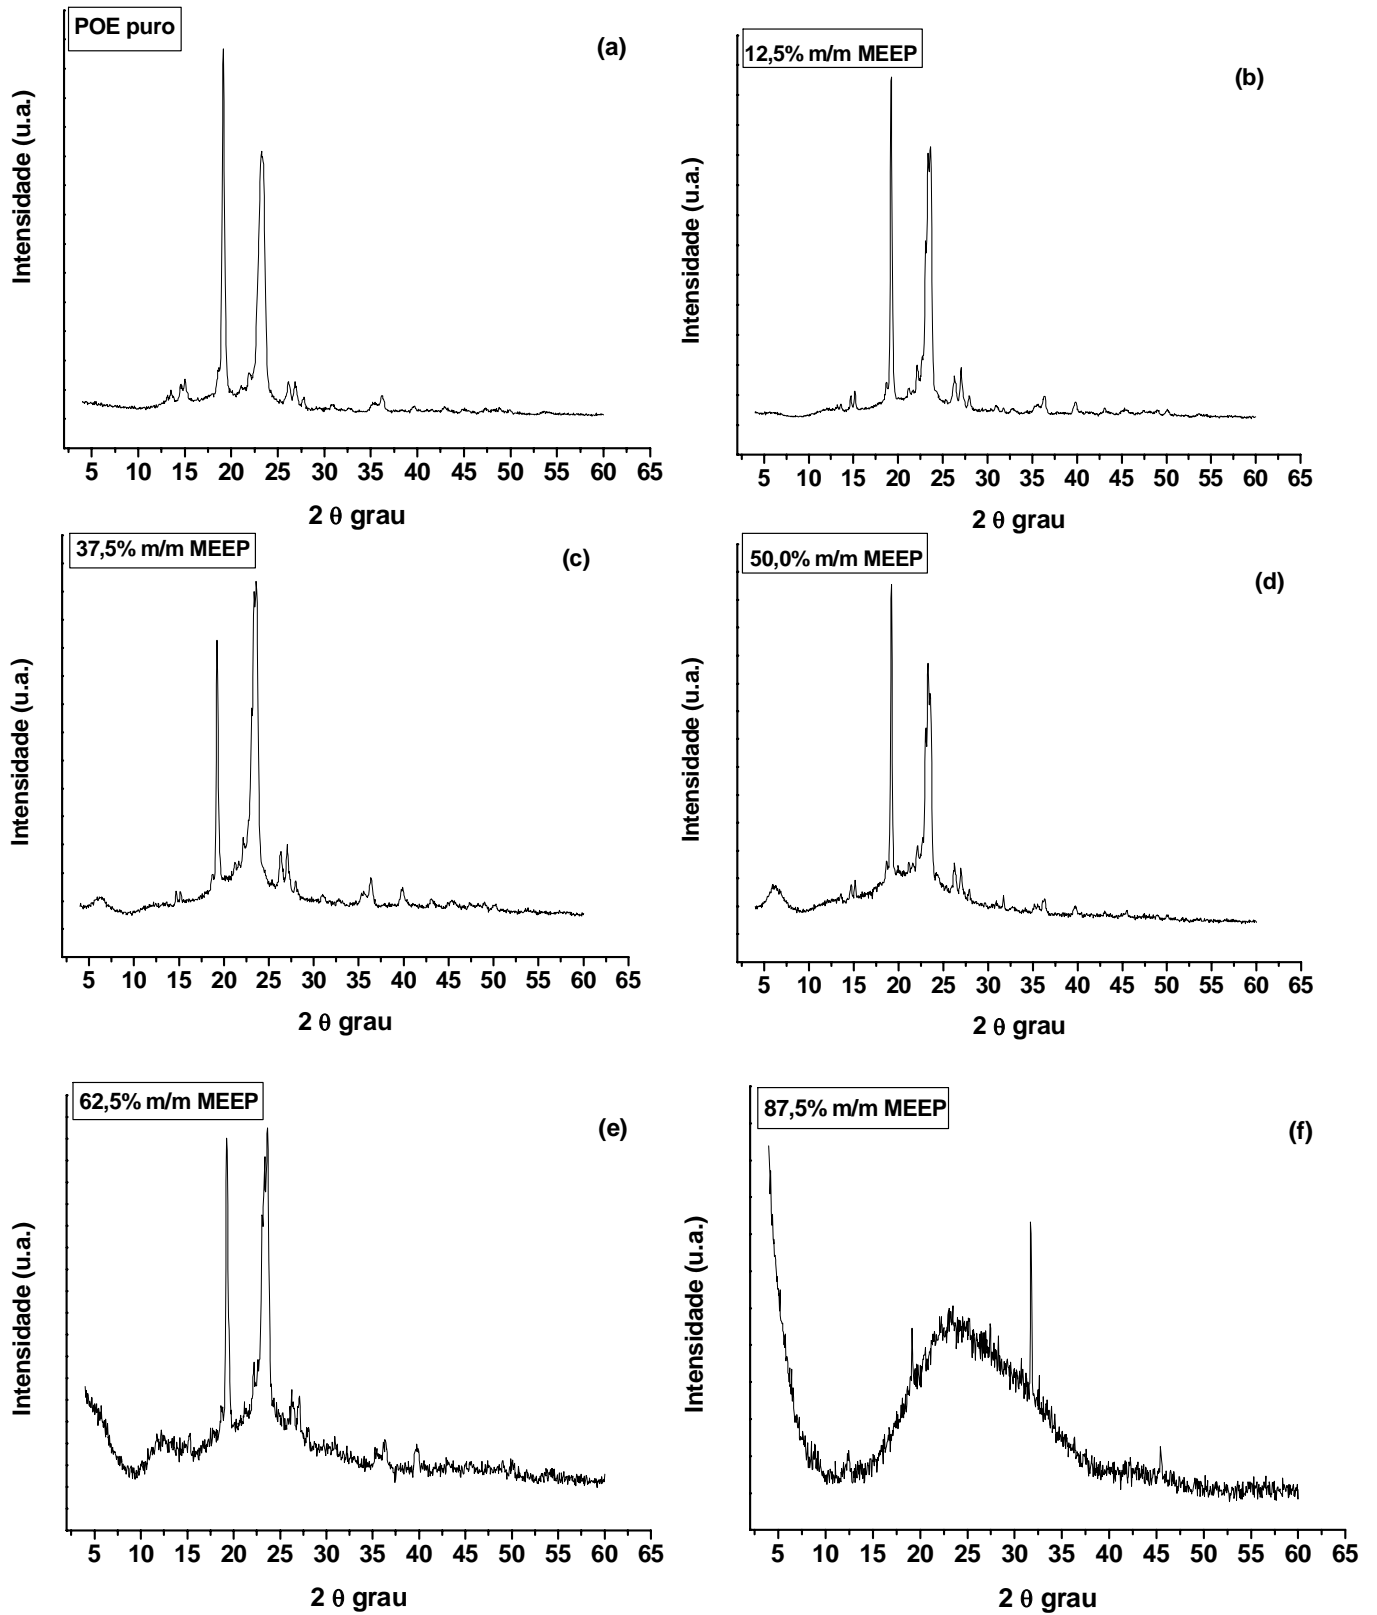 POE puro
(a)
Intensidade (u.a.)
5 10 15 20 25 30 35 40 45 50 55 60 65
2 θ grau
12,5% m/m MEEP
(b)
Intensidade (u.a.)
5 10 15 20 25 30 35 40 45 50 55 60 65
2 θ grau
37,5% m/m MEEP
(c)
Intensidade (u.a.)
5 10 15 20 25 30 35 40 45 50 55 60 65
2 θ grau
50,0% m/m MEEP
(d)
Intensidade (u.a.)
5 10 15 20 25 30 35 40 45 50 55 60 65
2 θ grau
62,5% m/m MEEP
(e)
Intensidade (u.a.)
5 10 15 20 25 30 35 40 45 50 55 60 65
2 θ grau
87,5% m/m MEEP
(f)
Intensidade (u.a.)
5 10 15 20 25 30 35 40 45 50 55 60 65
2 θ grau